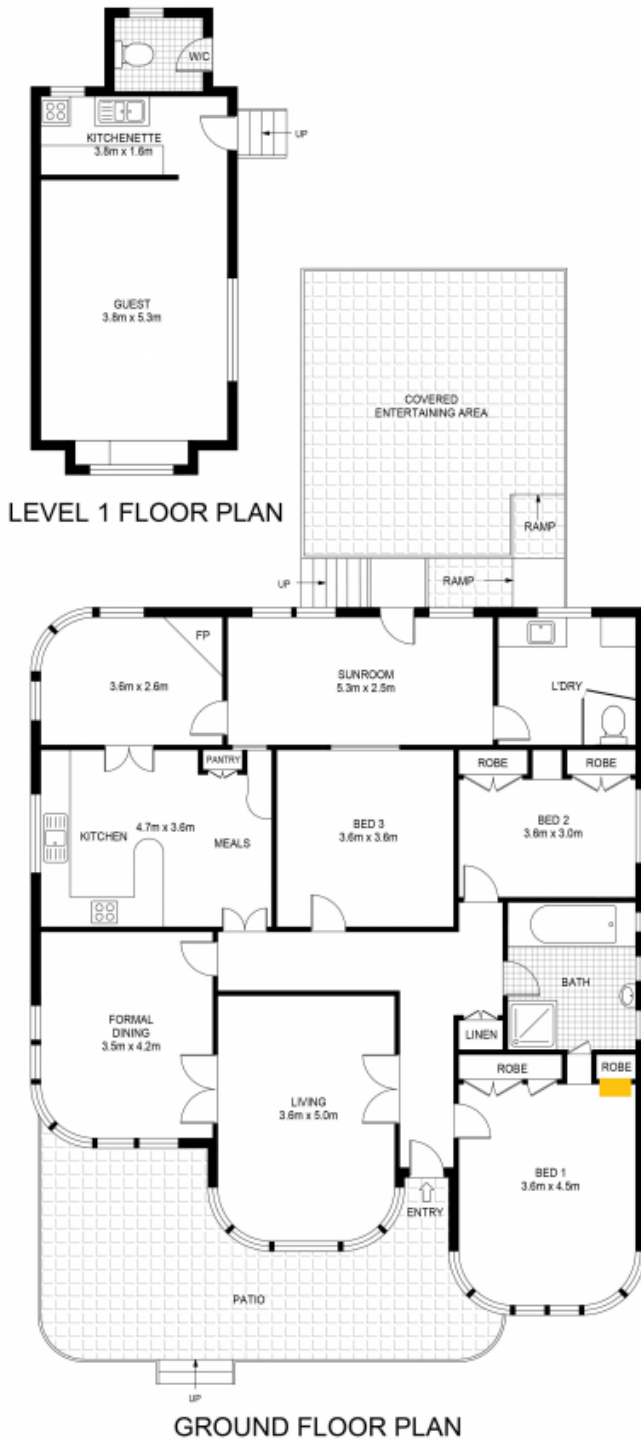 W/C
KITCHENETTE
3.8m x 1.6m
UP
GUEST
3.8m x 5.3m
COVERED
ENTERTAINING AREA
LEVEL 1 FLOOR PLAN
RAMP
UP
RAMP
FP
3.6m x 2.6m
SUNROOM
5.3m x 2.5m
L'DRY
PANTRY
ROBE
ROBE
KITCHEN
4.7m x 3.6m
MEALS
BED 3
3.6m x 3.6m
BED 2
3.6m x 3.0m
BATH
FORMAL
DINING
3.5m x 4.2m
LINEN
ROBE
ROBE
LIVING
3.6m x 5.0m
BED 1
3.6m x 4.5m
ENTRY
PATIO
UP
GROUND FLOOR PLAN